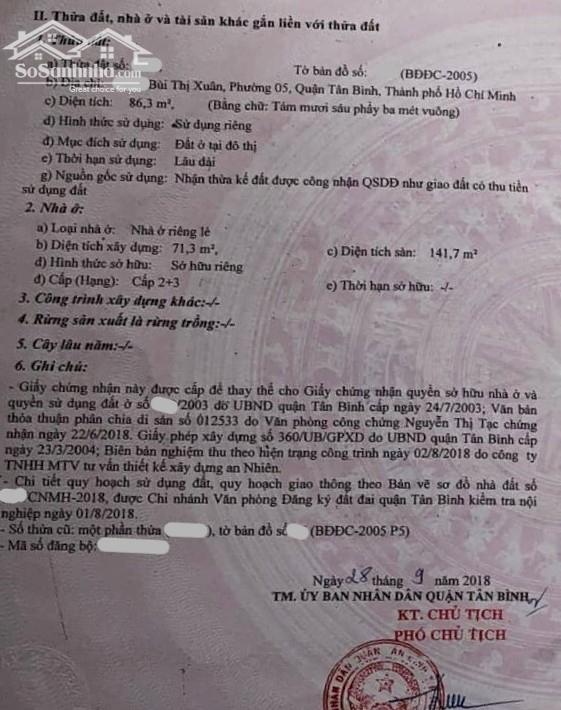 II. Thửa đất, nhà ở và tài sản khác gắn liền với thửa đất
1. Thửa đất:
a) Thửa đất số: Tờ bản đồ số: (BĐĐC-2005)
SoSanhnha.com
b) Địa chỉ: Bùi Thị Xuân, Phường 05, Quận Tân Bình, Thành phố Hồ Chí Minh
c) Diện tích: 86,3 m², (Bằng chữ: Tám mươi sáu phẩy ba mét vuông)
d) Hình thức sử dụng: Sử dụng riêng
đ) Mục đích sử dụng: Đất ở tại đô thị
e) Thời hạn sử dụng: Lâu dài
g) Nguồn gốc sử dụng: Nhận thừa kế đất được công nhận QSDĐ như giao đất có thu tiền
sử dụng đất
2. Nhà ở:
a) Loại nhà ở: Nhà ở riêng lẻ
b) Diện tích xây dựng: 71,3 m², c) Diện tích sàn: 141,7 m²
d) Hình thức sở hữu: Sở hữu riêng
đ) Cấp (Hạng): Cấp 2+3 e) Thời hạn sở hữu: -/-
3. Công trình xây dựng khác:-/-
4. Rừng sản xuất là rừng trồng:-/-
5. Cây lâu năm:-/-
6. Ghi chú:
- Giấy chứng nhận này được cấp để thay thế cho Giấy chứng nhận quyền sở hữu nhà ở và
quyền sử dụng đất ở số /2003 do UBND quận Tân Bình cấp ngày 24/7/2003; Văn bản
thỏa thuận phân chia di sản số 012533 do Văn phòng công chứng Nguyễn Thị Tạc chứng
nhận ngày 22/6/2018. Giấy phép xây dựng số 360/UB/GPXD do UBND quận Tân Bình cấp
ngày 23/3/2004; Biên bản nghiệm thu theo hiện trạng công trình ngày 02/8/2018 do công ty
TNHH MTV tư vấn thiết kế xây dựng an Nhiên.
- Chi tiết quy hoạch sử dụng đất, quy hoạch giao thông theo Bản vẽ sơ đồ nhà đất số
CNMH-2018, được Chi nhánh Văn phòng Đăng ký đất đai quận Tân Bình kiểm tra nội
nghiệp ngày 01/8/2018.
- Số thửa cũ: một phần thửa ), tờ bản đồ số (BĐĐC-2005 P5)
- Mã số đăng bộ:
Ngày 28 tháng 9 năm 2018
TM. ỦY BAN NHÂN DÂN QUẬN TÂN BÌNH
KT. CHỦ TỊCH
PHÓ CHỦ TỊCH